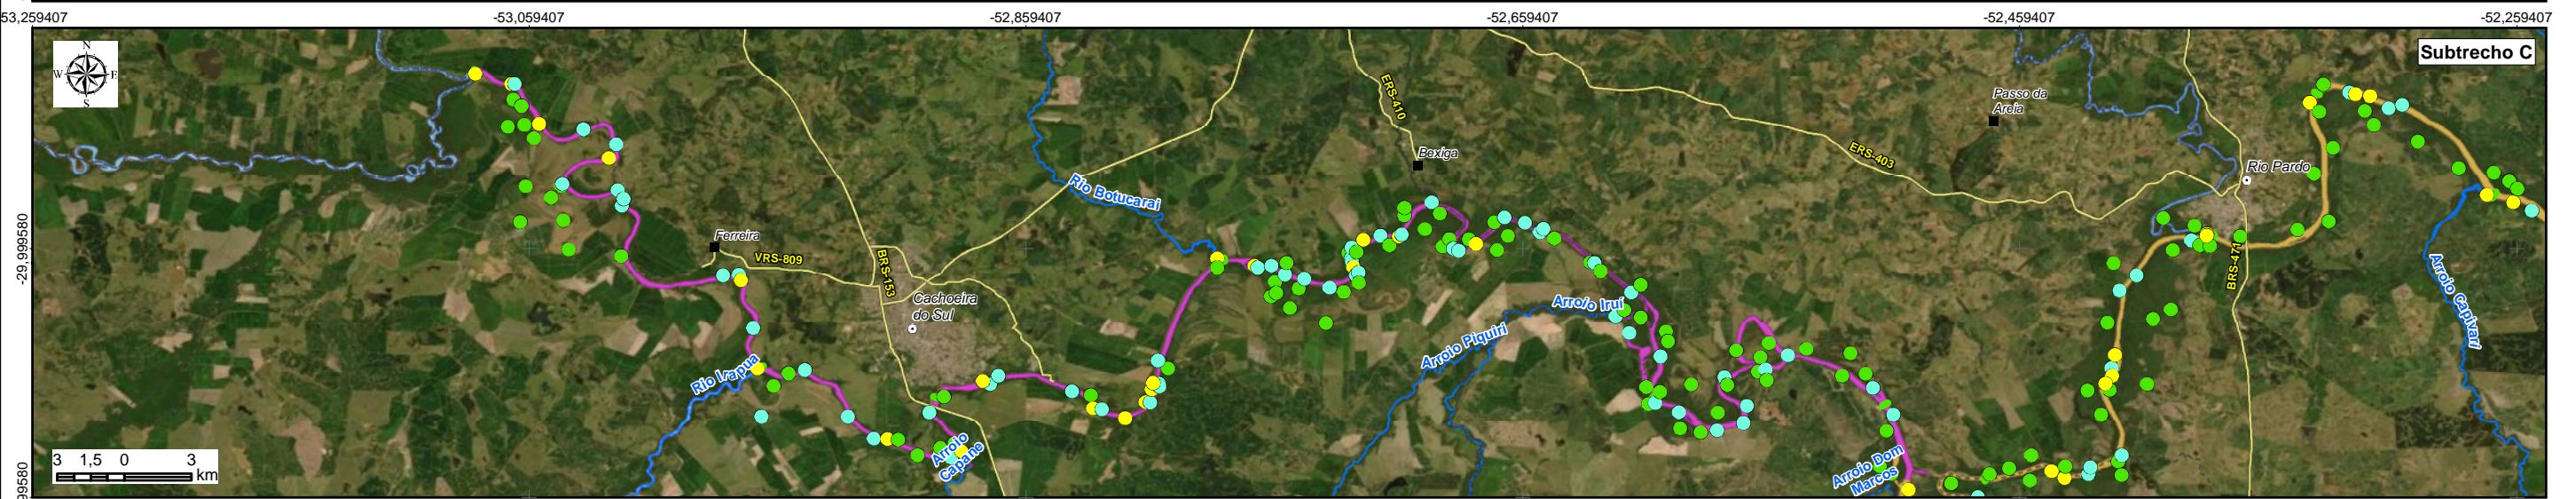 53,259407
-53,059407
-52,859407
-52,659407
-52,459407
-52,259407
Subtrecho C
N
W E
S
-29,999580
99580
ERS-410
Passo da
Areia
Bexiga
ERS-403
Rio Pardo
Rio Botucaraí
Ferreira
VRS-809
BRS-153
BRS-471
Cachoeira
do Sul
Arroio Iruí
Arroio Piquiri
Arroio Capivari
Rio Irapuá
Arroio
Capané
Arroio Dom
Marcos
3 1,5 0 3
km